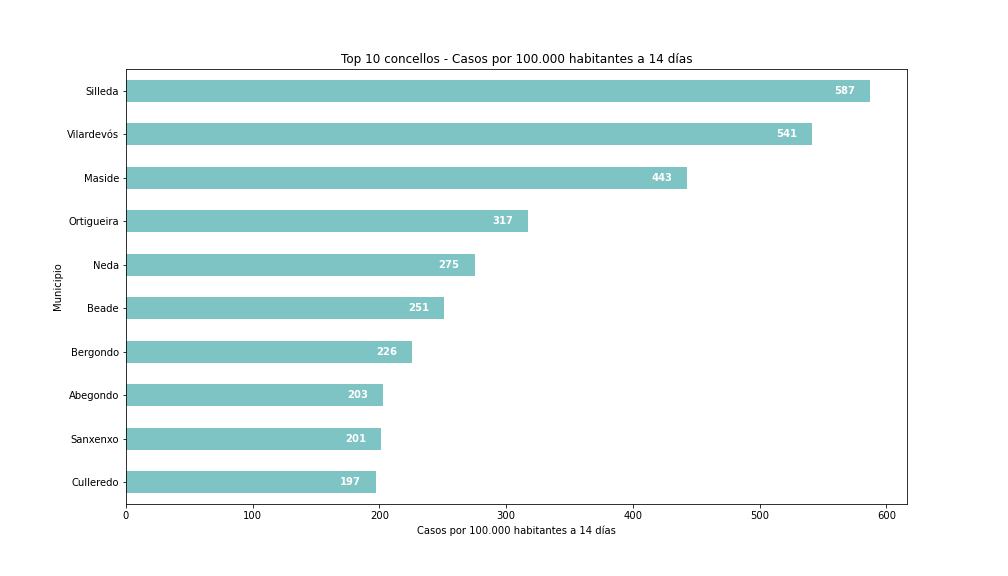 Top 10 concellos - Casos por 100.000 habitantes a 14 días
Municipio
Silleda 587
Vilardevós 541
Maside 443
Ortigueira 317
Neda 275
Beade 251
Bergondo 226
Abegondo 203
Sanxenxo 201
Culleredo 197
0 100 200 300 400 500 600
Casos por 100.000 habitantes a 14 días